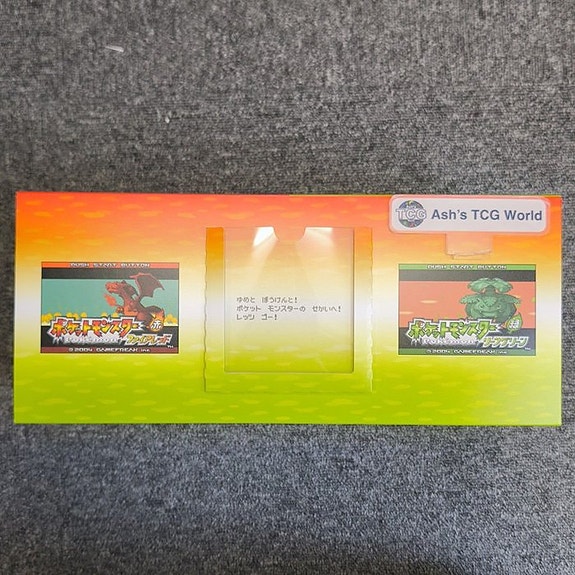 TCG
Ash's TCG World
PUSH START BUTTON
ポケットモンスター
ファイアレッド
© 2004 GAMEFREAK inc.
ゆめと ぼうけんと!
ポケット モンスターの せかいへ!
レッツ ゴー!
PUSH START BUTTON
ポケットモンスター 緑
リーフグリーン
© 2004 GAMEFREAK inc.